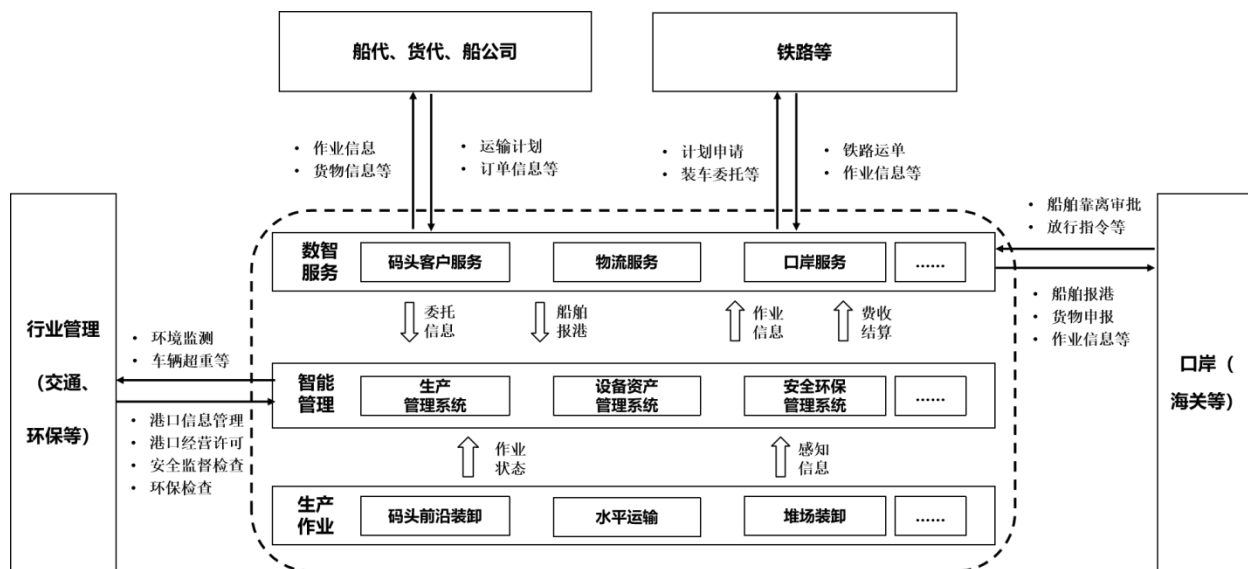 船代、货代、船公司
铁路等
• 作业信息
• 货物信息等
• 运输计划
• 订单信息等
• 计划申请
• 装车委托等
• 铁路运单
• 作业信息等
行业管理
（交通、
环保等）
• 环境监测
• 车辆超重等
• 港口信息管理
• 港口经营许可
• 安全监督检查
• 环保检查
数智
服务
码头客户服务
物流服务
口岸服务
......
委托
信息
船舶
报港
作业
信息
费收
结算
智能
管理
生产
管理系统
设备资产
管理系统
安全环保
管理系统
......
作业
状态
感知
信息
生产
作业
码头前沿装卸
水平运输
堆场装卸
......
• 船舶靠离审批
• 放行指令等
• 船舶报港
• 货物申报
• 作业信息等
口岸（
海关等）